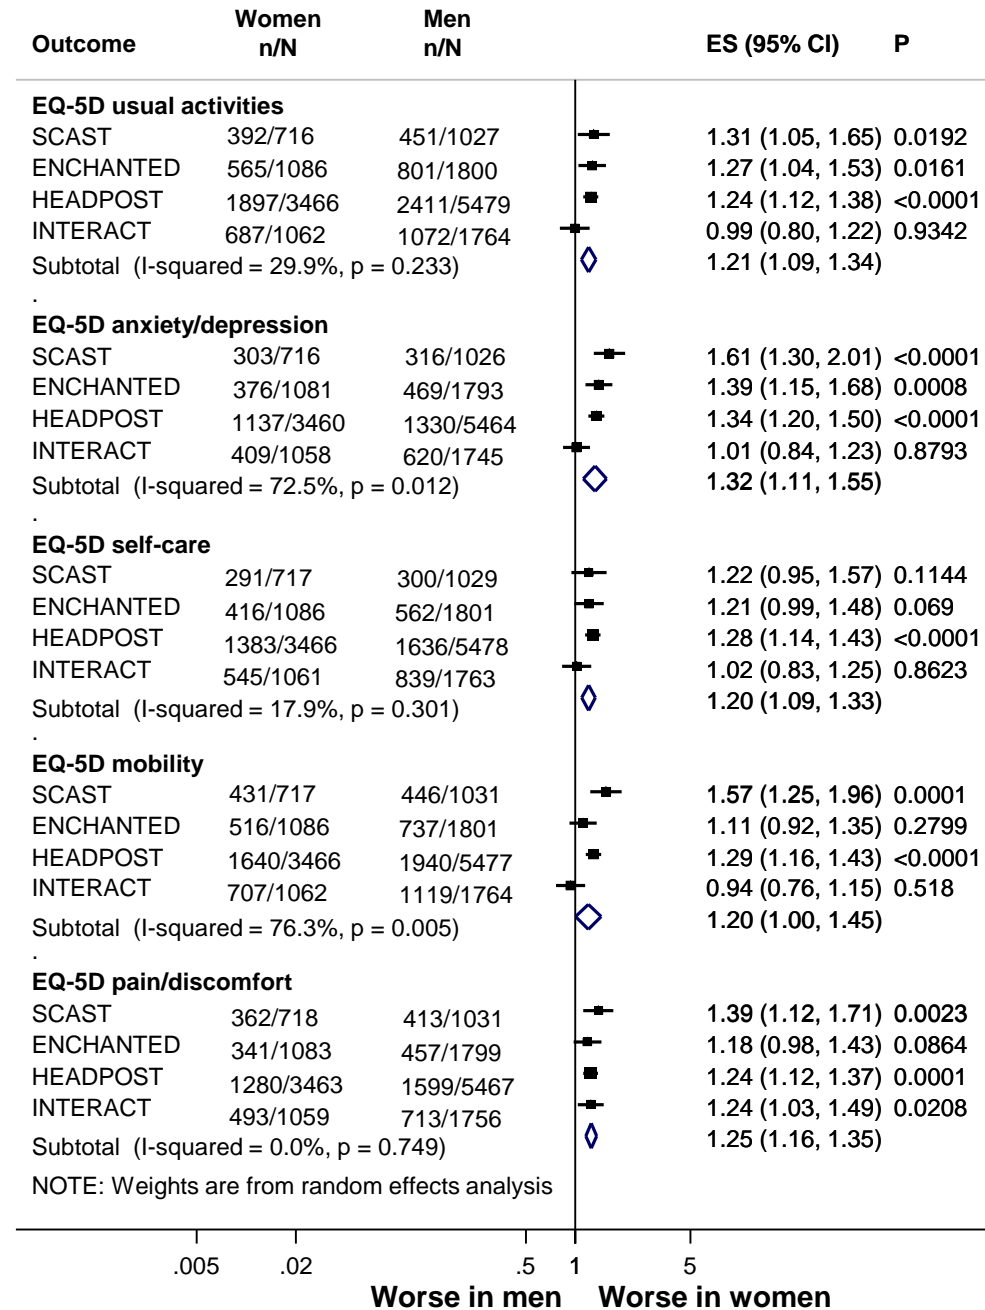 Outcome Women n/N Men n/N ES (95% CI) P
EQ-5D usual activities
SCAST 392/716 451/1027 1.31 (1.05, 1.65) 0.0192
ENCHANTED 565/1086 801/1800 1.27 (1.04, 1.53) 0.0161
HEADPOST 1897/3466 2411/5479 1.24 (1.12, 1.38) <0.0001
INTERACT 687/1062 1072/1764 0.99 (0.80, 1.22) 0.9342
Subtotal (I-squared = 29.9%, p = 0.233) 1.21 (1.09, 1.34)
.
EQ-5D anxiety/depression
SCAST 303/716 316/1026 1.61 (1.30, 2.01) <0.0001
ENCHANTED 376/1081 469/1793 1.39 (1.15, 1.68) 0.0008
HEADPOST 1137/3460 1330/5464 1.34 (1.20, 1.50) <0.0001
INTERACT 409/1058 620/1745 1.01 (0.84, 1.23) 0.8793
Subtotal (I-squared = 72.5%, p = 0.012) 1.32 (1.11, 1.55)
.
EQ-5D self-care
SCAST 291/717 300/1029 1.22 (0.95, 1.57) 0.1144
ENCHANTED 416/1086 562/1801 1.21 (0.99, 1.48) 0.069
HEADPOST 1383/3466 1636/5478 1.28 (1.14, 1.43) <0.0001
INTERACT 545/1061 839/1763 1.02 (0.83, 1.25) 0.8623
Subtotal (I-squared = 17.9%, p = 0.301) 1.20 (1.09, 1.33)
.
EQ-5D mobility
SCAST 431/717 446/1031 1.57 (1.25, 1.96) 0.0001
ENCHANTED 516/1086 737/1801 1.11 (0.92, 1.35) 0.2799
HEADPOST 1640/3466 1940/5477 1.29 (1.16, 1.43) <0.0001
INTERACT 707/1062 1119/1764 0.94 (0.76, 1.15) 0.518
Subtotal (I-squared = 76.3%, p = 0.005) 1.20 (1.00, 1.45)
.
EQ-5D pain/discomfort
SCAST 362/718 413/1031 1.39 (1.12, 1.71) 0.0023
ENCHANTED 341/1083 457/1799 1.18 (0.98, 1.43) 0.0864
HEADPOST 1280/3463 1599/5467 1.24 (1.12, 1.37) 0.0001
INTERACT 493/1059 713/1756 1.24 (1.03, 1.49) 0.0208
Subtotal (I-squared = 0.0%, p = 0.749) 1.25 (1.16, 1.35)
NOTE: Weights are from random effects analysis
.005 .02 .5 1 5
Worse in men Worse in women